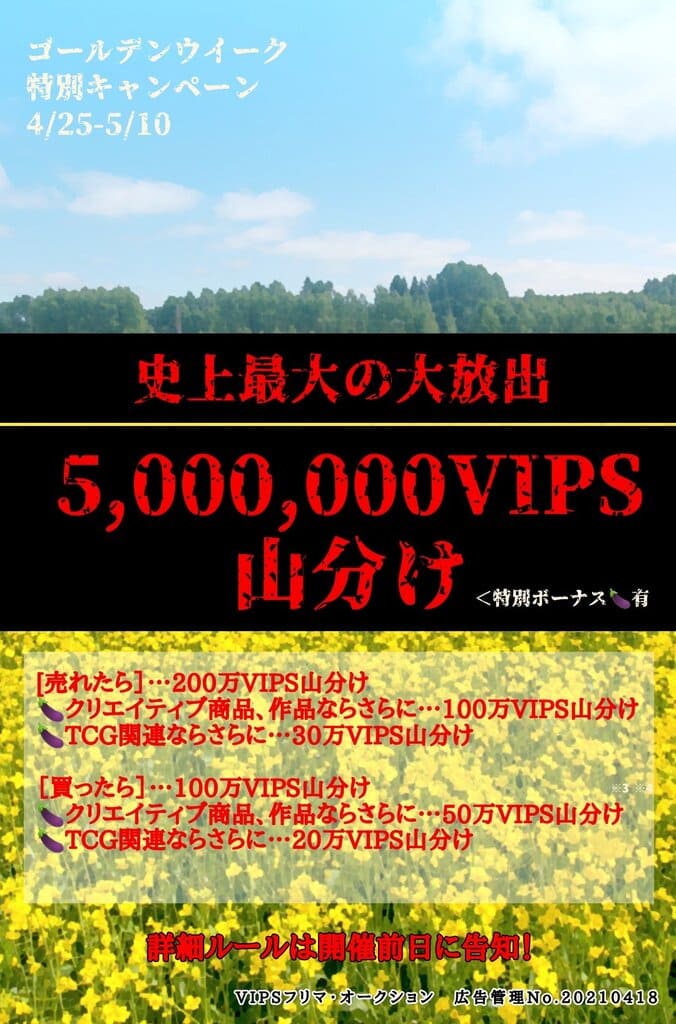 ゴールデンウイーク
特別キャンペーン
4/25-5/10
史上最大の大放出
5,000,000VIPS
山分け
<特別ボーナス🍆有
[売れたら]…200万VIPS山分け
🍆クリエイティブ商品、作品ならさらに…100万VIPS山分け
🍆TCG関連ならさらに…30万VIPS山分け
[買ったら]…100万VIPS山分け
※3 ※
🍆クリエイティブ商品、作品ならさらに…50万VIPS山分け
🍆TCG関連ならさらに…20万VIPS山分け
詳細ルールは開催前日に告知!
VIPSフリマ・オークション 広告管理No.20210418